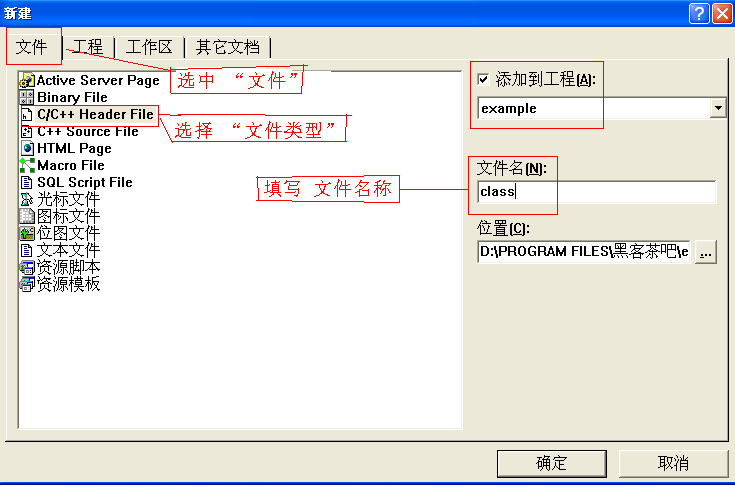 新建
文件 工程 工作区 其它文档
Active Server Page
Binary File
C/C++ Header File
C++ Source File
HTML Page
Macro File
SQL Script File
光标文件
图标文件
位图文件
文本文件
资源脚本
资源模板
选中 “文件”
选择 “文件类型”
填写 文件名称
添加到工程(A):
example
文件名(N):
class
位置(C):
D:\PROGRAM FILES\黑客茶吧\e
...
确定
取消